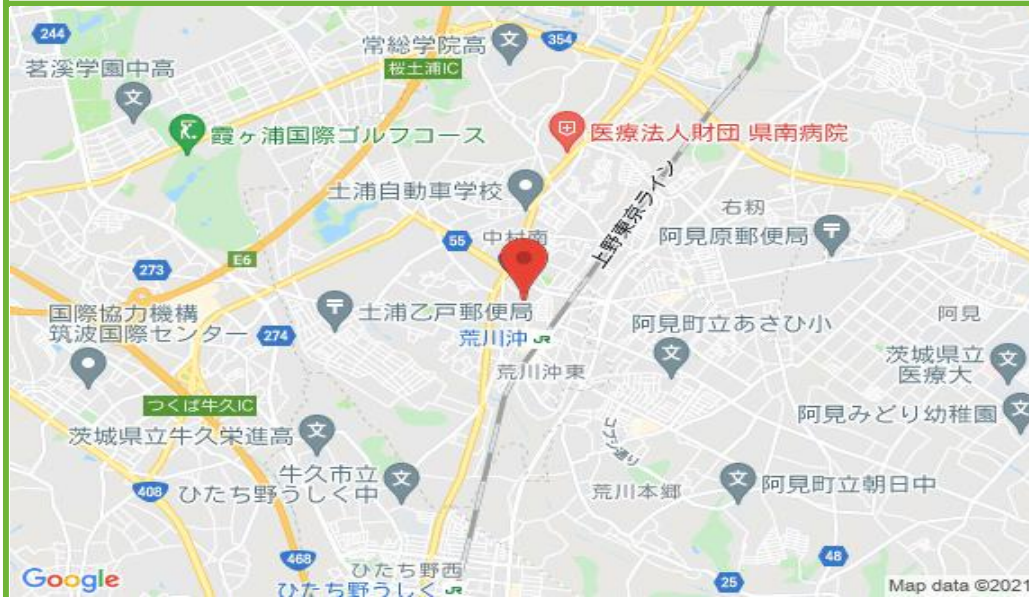 244
常総学院高
354
茗溪学園中高
桜土浦IC
霞ヶ浦国際ゴルフコース
医療法人財団 県南病院
土浦自動車学校
上野東京ライン
右籾
55
中村南
阿見原郵便局
E6
273
国際協力機構
筑波国際センター
274
土浦乙戸郵便局
荒川沖 JR
阿見町立あさひ小
阿見
茨城県立
医療大
荒川沖東
つくば牛久IC
阿見みどり幼稚園
茨城県立牛久栄進高
コブシ通り
牛久市立
ひたち野うしく中
408
荒川本郷
阿見町立朝日中
468
ひたち野西
ひたち野うしく JR
48
25
Google
Map data ©2021